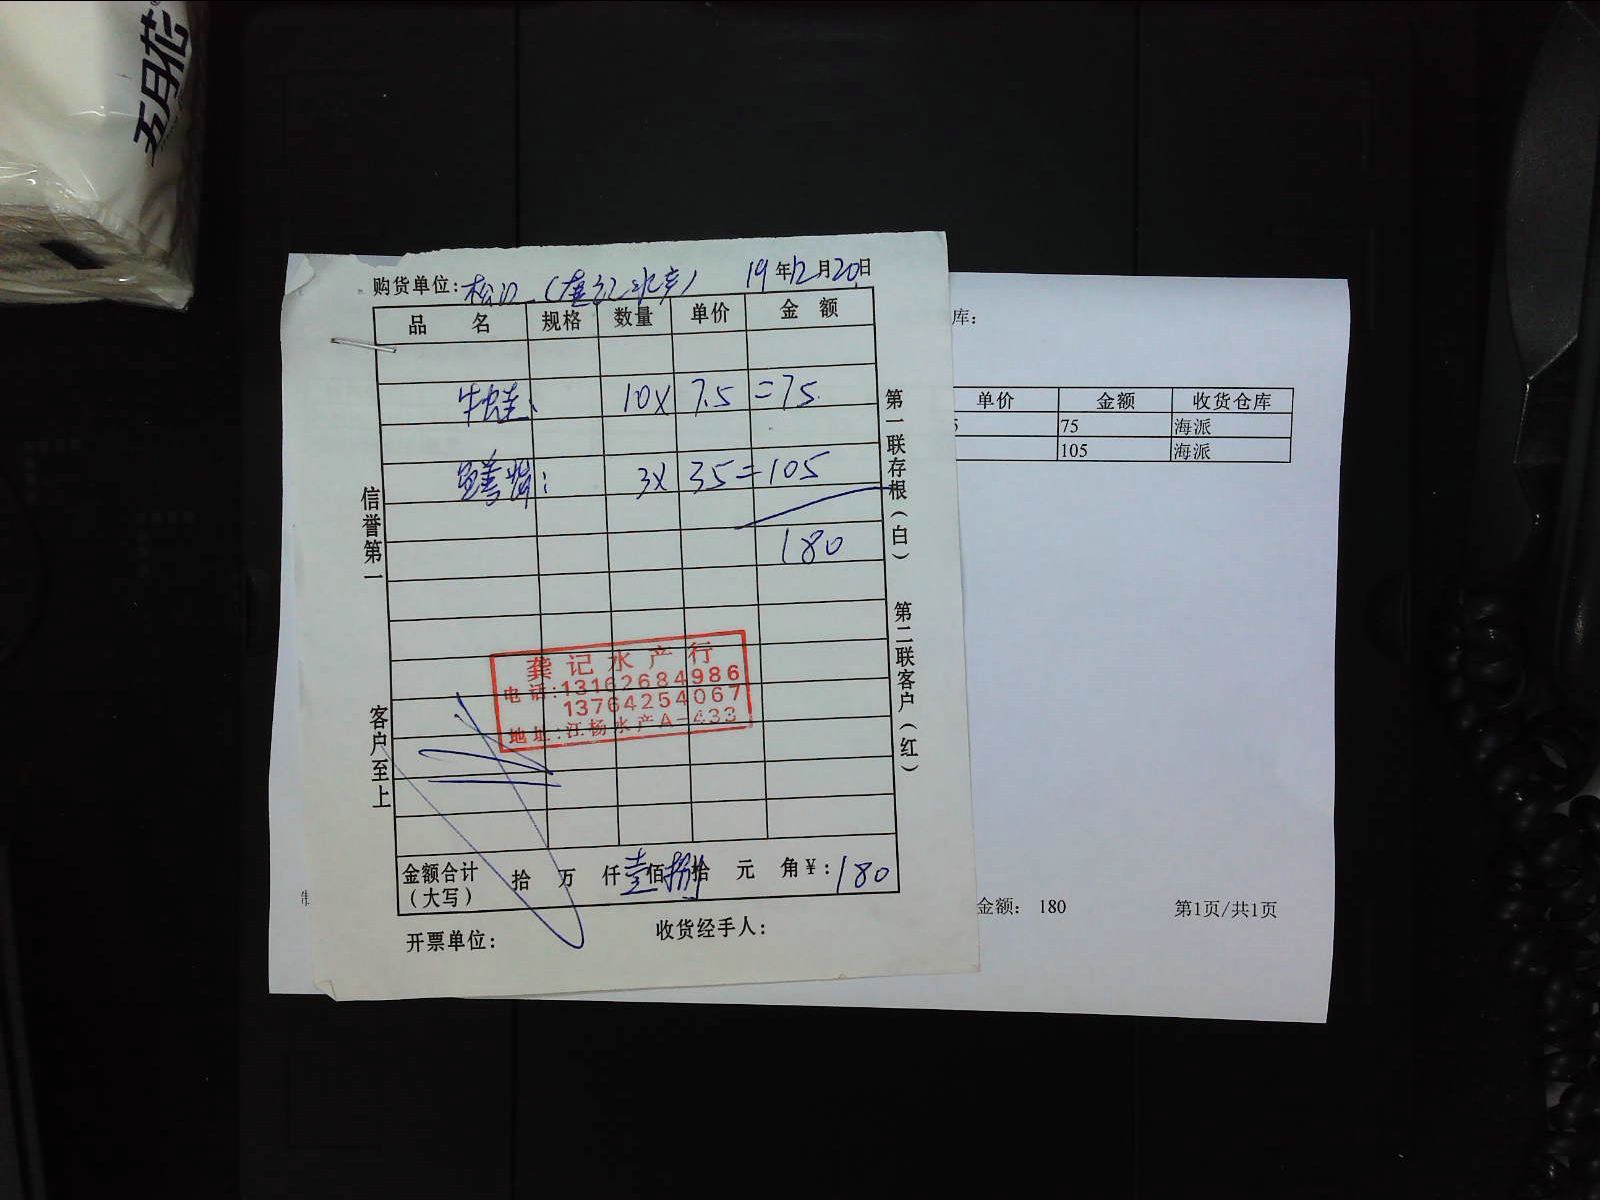 五月花
购货单位: 松江 (龚记水产) 19年12月20日
品 名 规格 数量 单价 金 额
牛蛙: 10X 7.5 =75
3X 35=105
180
龚记水产行
电话:13162684986
13764254067
地址:江杨水产A-433
金额合计(大写) 拾 万 仟壹佰捌拾 元 角¥:180
开票单位: 收货经手人:
信誉第一 客户至上
第一联存根(白) 第二联客户(红)
库:
单价 金额 收货仓库
5 75 海派
105 海派
金额: 180 第1页/共1页